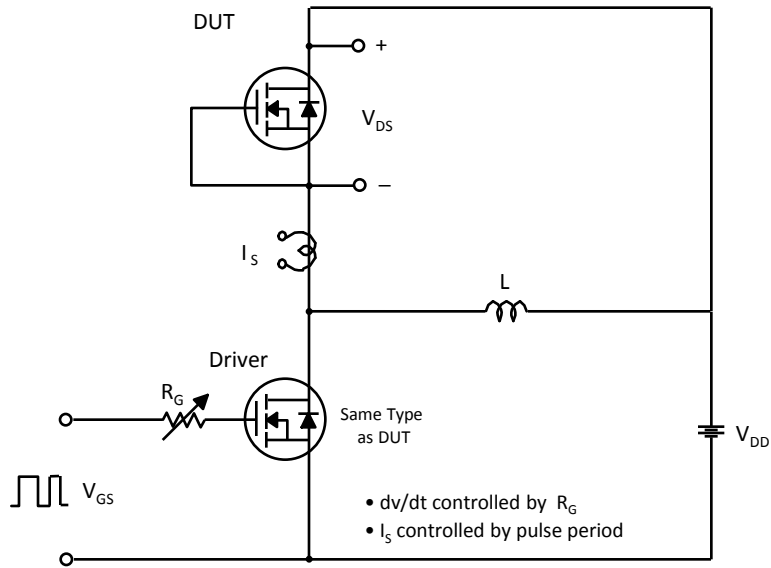 DUT
+
V_DS
–
I_S
L
Driver
R_G
Same Type
as DUT
V_DD
V_GS
• dv/dt controlled by R_G
• I_S controlled by pulse period